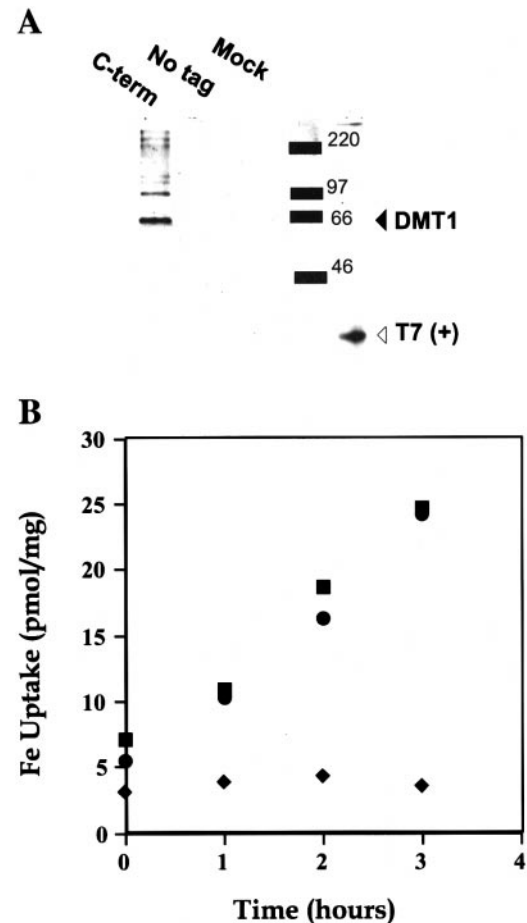 A
C-term
No tag
Mock
220
97
66
DMT1
46
T7 (+)
B
30
25
20
15
10
5
0
Fe Uptake (pmol/mg)
0
1
2
3
4
Time (hours)